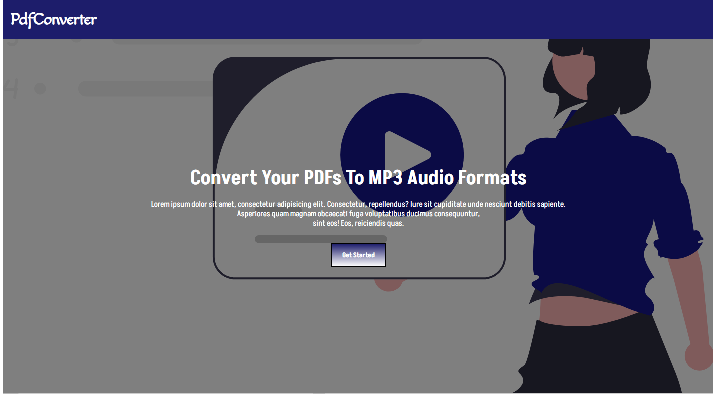 PdfConverter
Convert Your PDFs To MP3 Audio Formats
Lorem ipsum dolor sit amet, consectetur adipisicing elit. Consectetur, repellendus? Iure sit cupiditate unde nesciunt debitis sapiente.
Asperiores quam magnam obcaecati fuga voluptatibus ducimus consequuntur,
sint eos! Eos, reiciendis quas.
Get Started